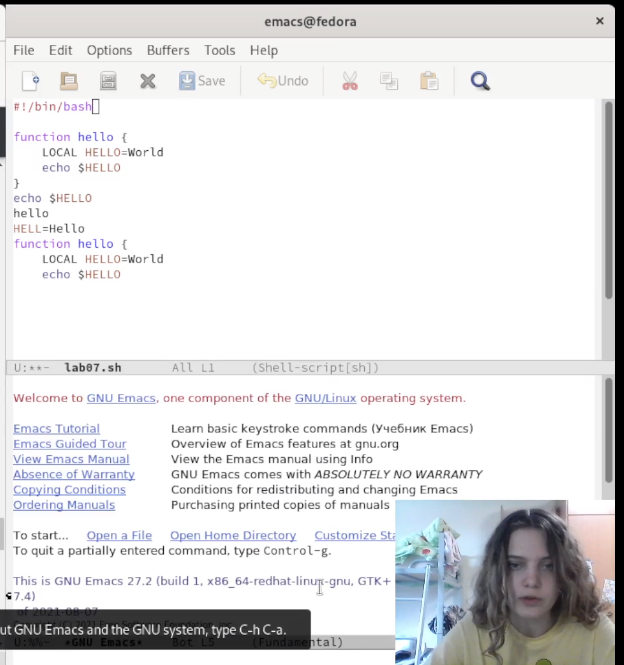 emacs@fedora
File Edit Options Buffers Tools Help
Save Undo
#!/bin/bash
function hello {
    LOCAL HELLO=World
    echo $HELLO
}
echo $HELLO
hello
HELL=Hello
function hello {
    LOCAL HELLO=World
    echo $HELLO
U:**- lab07.sh All L1 (Shell-script[sh])
Welcome to GNU Emacs, one component of the GNU/Linux operating system.
Emacs Tutorial Learn basic keystroke commands (Учебник Emacs)
Emacs Guided Tour Overview of Emacs features at gnu.org
View Emacs Manual View the Emacs manual using Info
Absence of Warranty GNU Emacs comes with ABSOLUTELY NO WARRANTY
Copying Conditions Conditions for redistributing and changing Emacs
Ordering Manuals Purchasing printed copies of manuals
To start... Open a File Open Home Directory Customize Sta
To quit a partially entered command, type Control-g.
This is GNU Emacs 27.2 (build 1, x86_64-redhat-linux-gnu, GTK+
7.4)
of 2021-08-07
ut GNU Emacs and the GNU system, type C-h C-a.
U:%%- *GNU Emacs* Bot L5 (Fundamental)